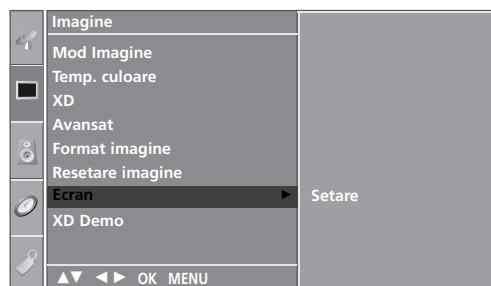 Imagine
Mod Imagine
Temp. culoare
XD
Avansat
Format imagine
Resetare imagine
Ecran ► Setare
XD Demo
▲▼ ◄► OK MENU